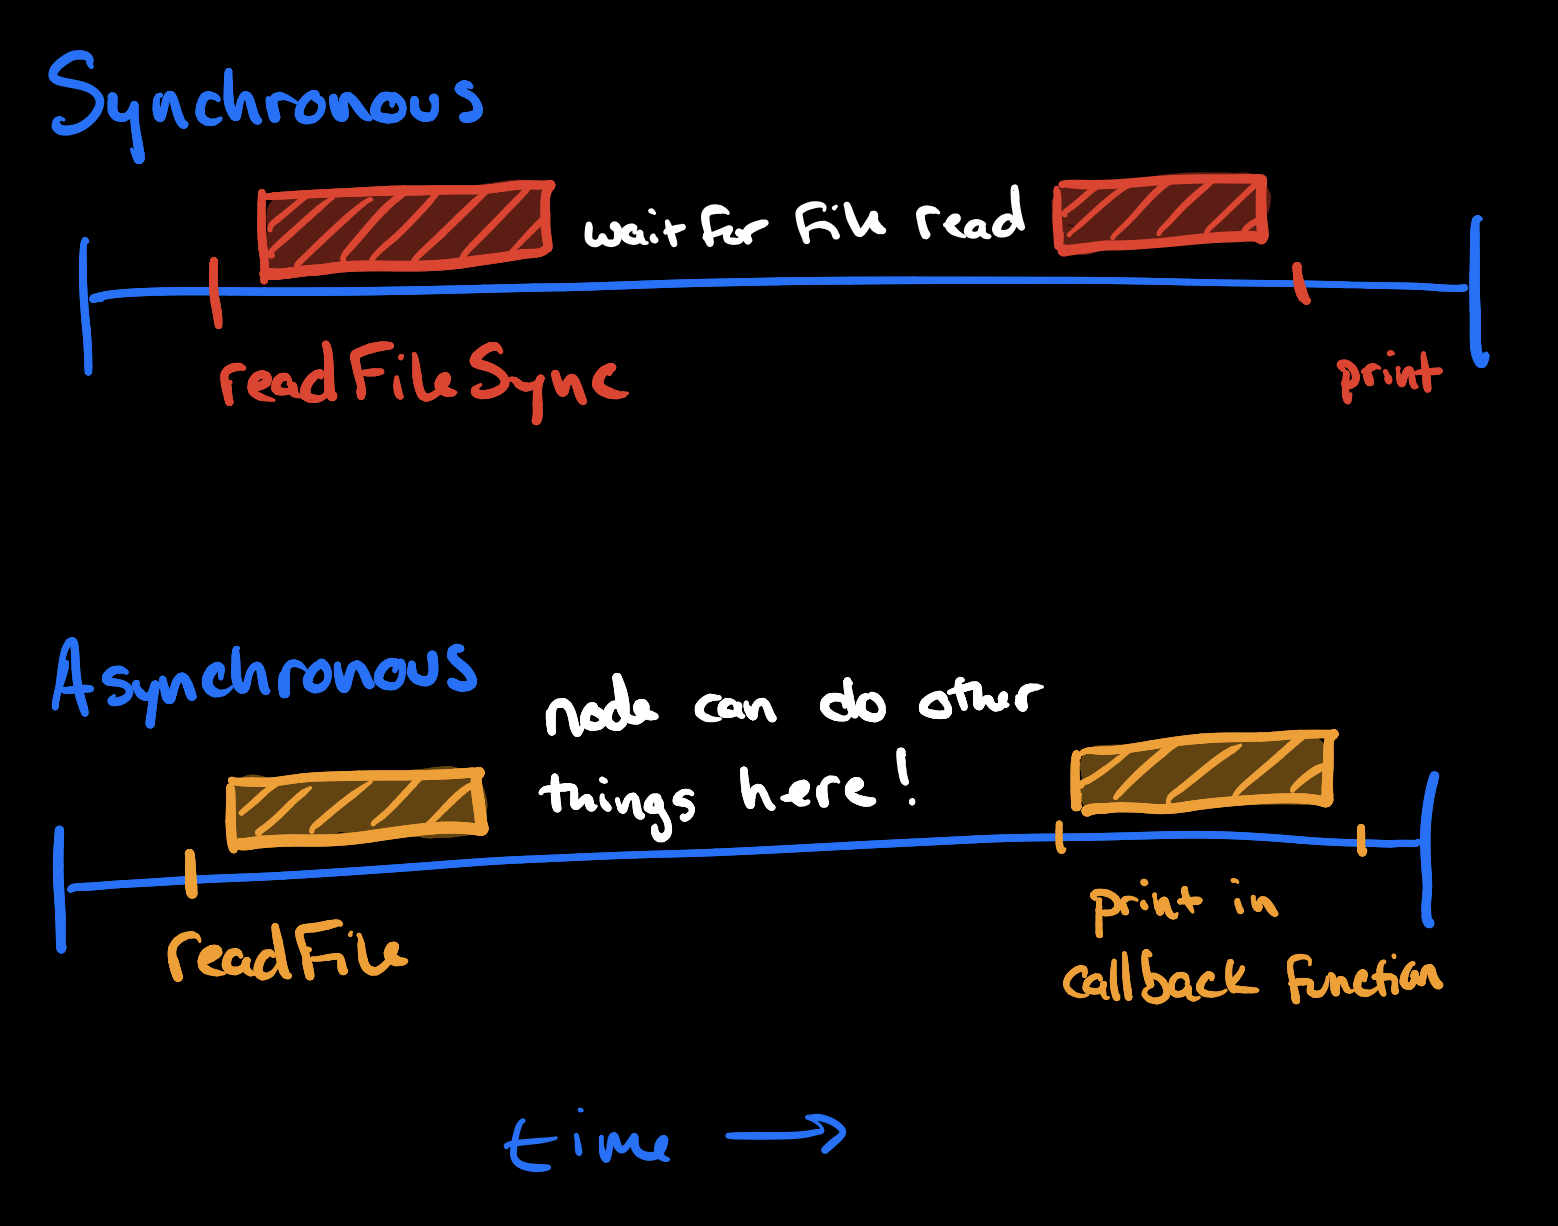 Synchronous
wait for file read
readFileSync
print
Asynchronous
node can do other
things here!
readFile
print in
callback function
time →